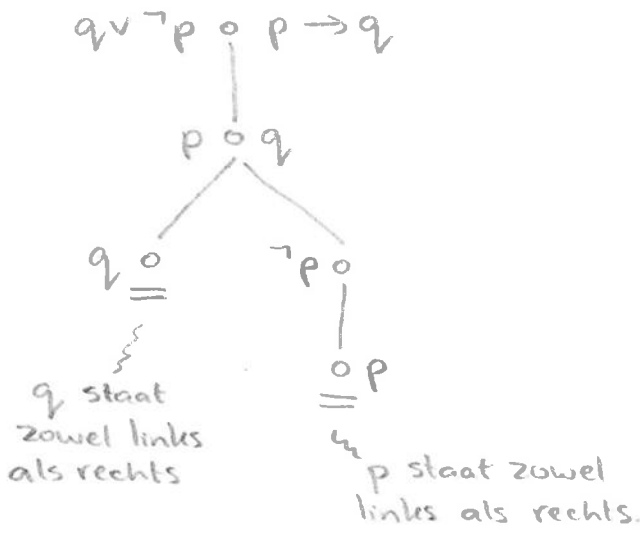 q ∨ ¬p o p → q
p o q
q o
¬p o
o p
q staat
zowel links
als rechts
p staat zowel
links als rechts.